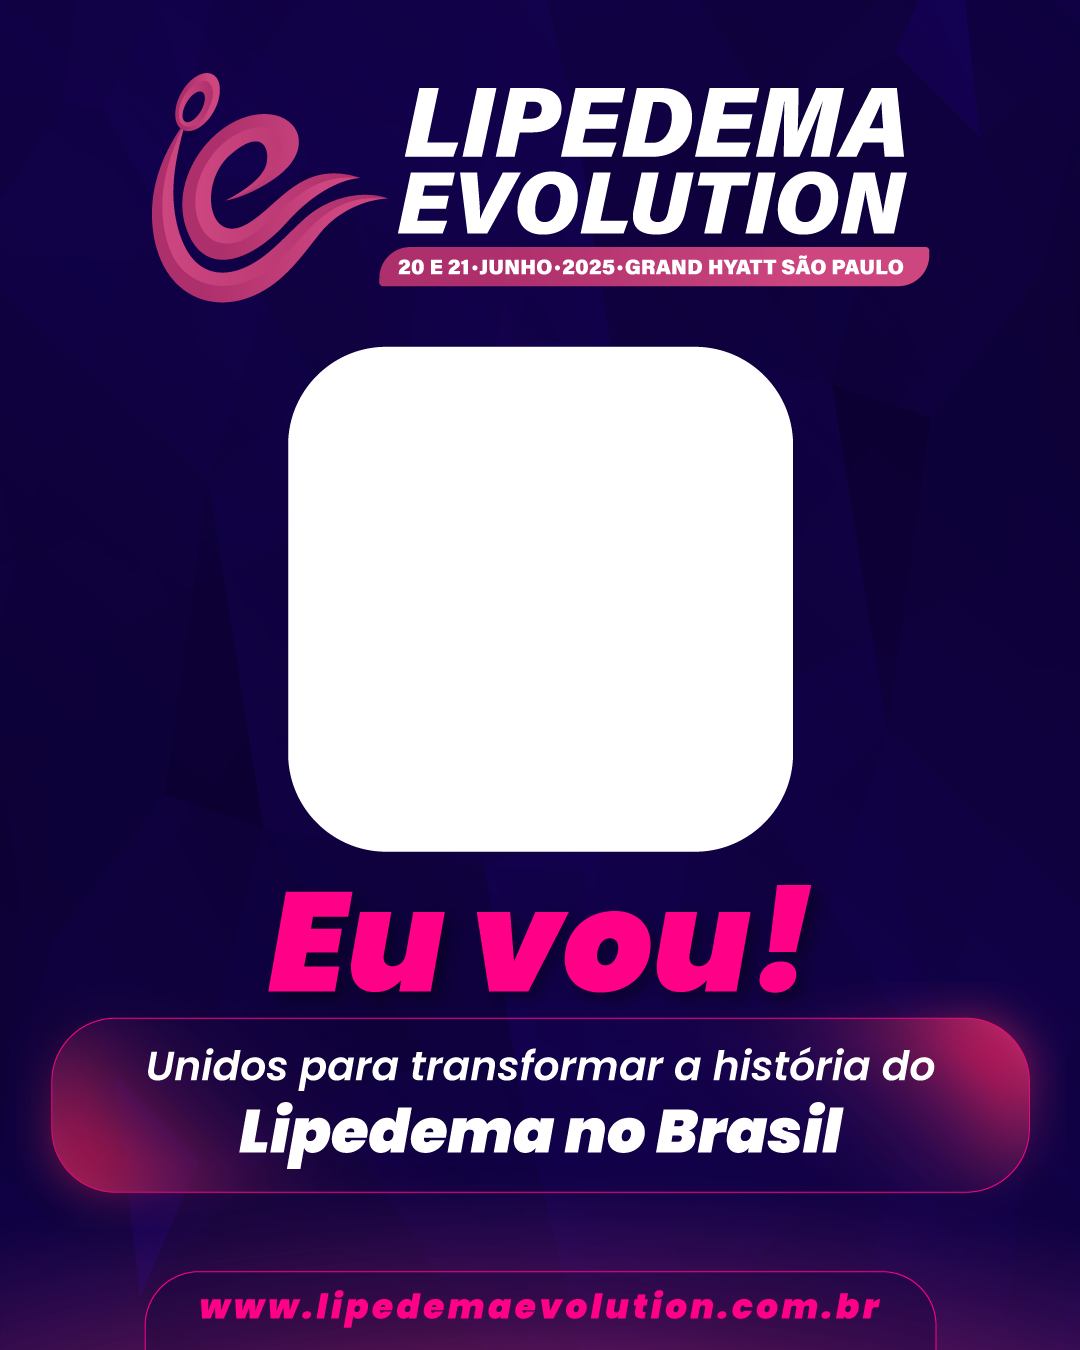 LIPEDEMA
EVOLUTION
20 E 21•JUNHO•2025•GRAND HYATT SÃO PAULO
Eu vou!
Unidos para transformar a história do
Lipedema no Brasil
www.lipedemaevolution.com.br